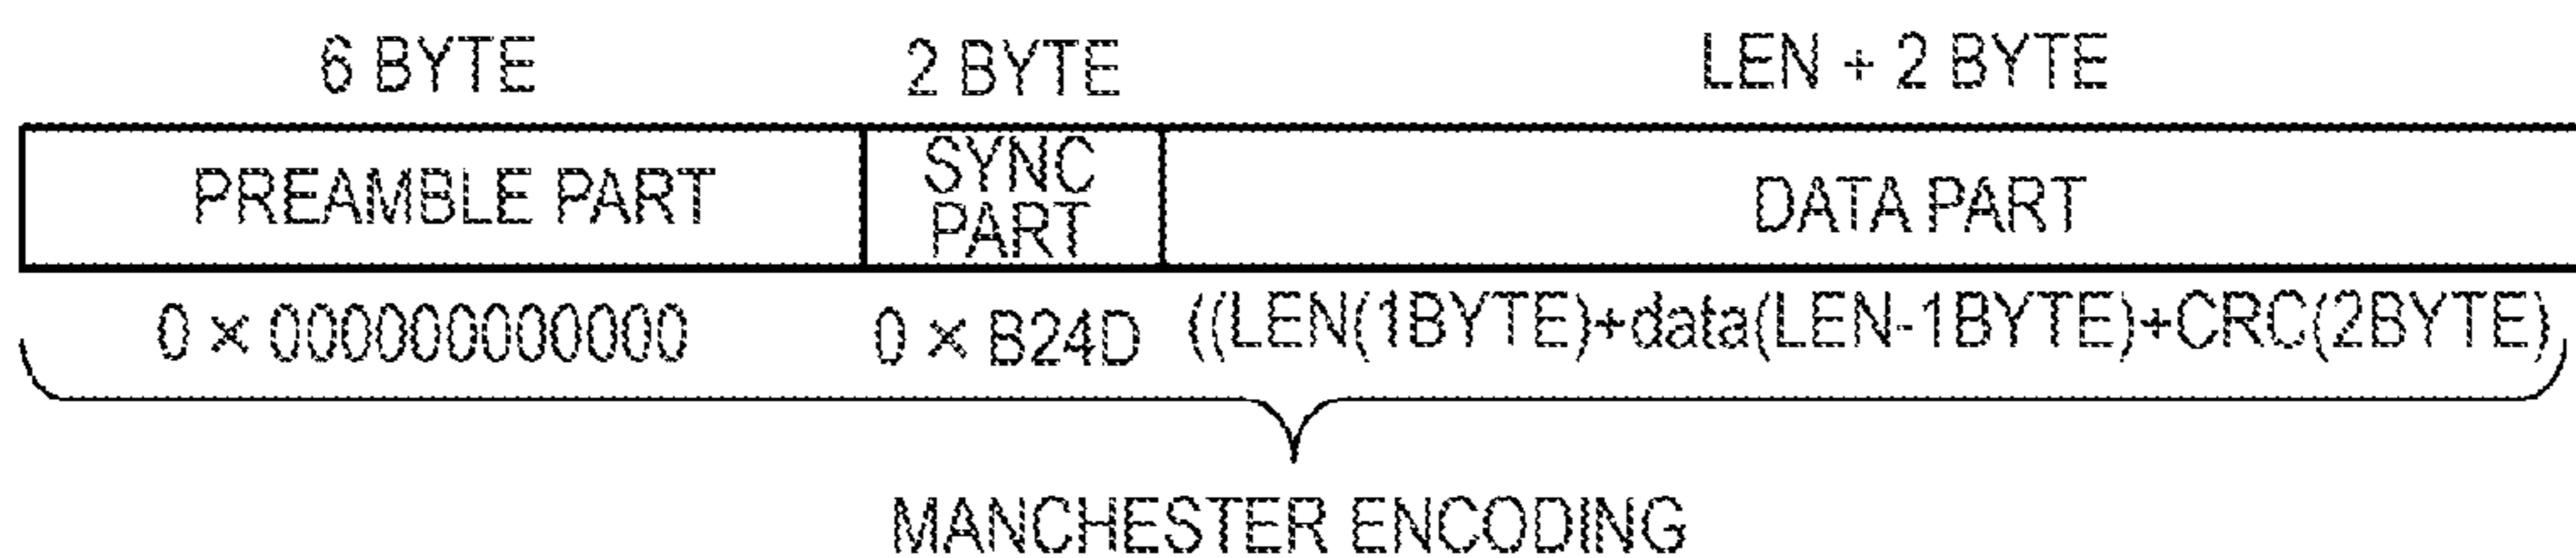 6 BYTE 2 BYTE LEN + 2 BYTE
PREAMBLE PART SYNC PART DATA PART
0 × 000000000000 0 × B24D ((LEN(1BYTE)+data(LEN-1BYTE)+CRC(2BYTE)
MANCHESTER ENCODING